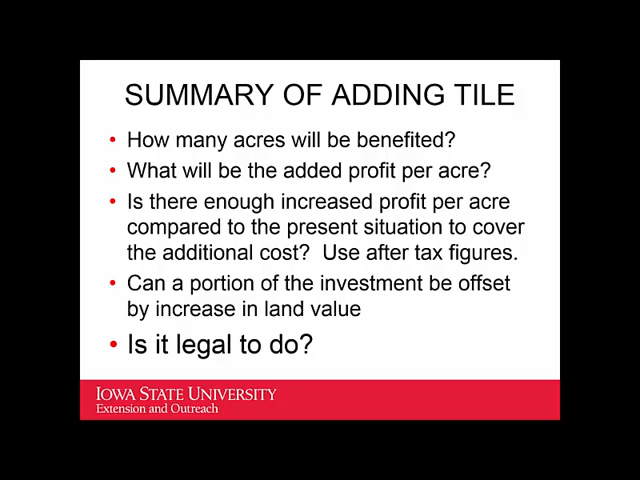 SUMMARY OF ADDING TILE
• How many acres will be benefited?
• What will be the added profit per acre?
• Is there enough increased profit per acre
compared to the present situation to cover
the additional cost?  Use after tax figures.
• Can a portion of the investment be offset
by increase in land value
• Is it legal to do?
IOWA STATE UNIVERSITY
Extension and Outreach